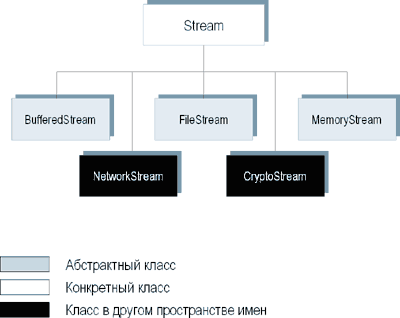 Stream
BufferedStream
FileStream
MemoryStream
NetworkStream
CryptoStream
Абстрактный класс
Конкретный класс
Класс в другом пространстве имен